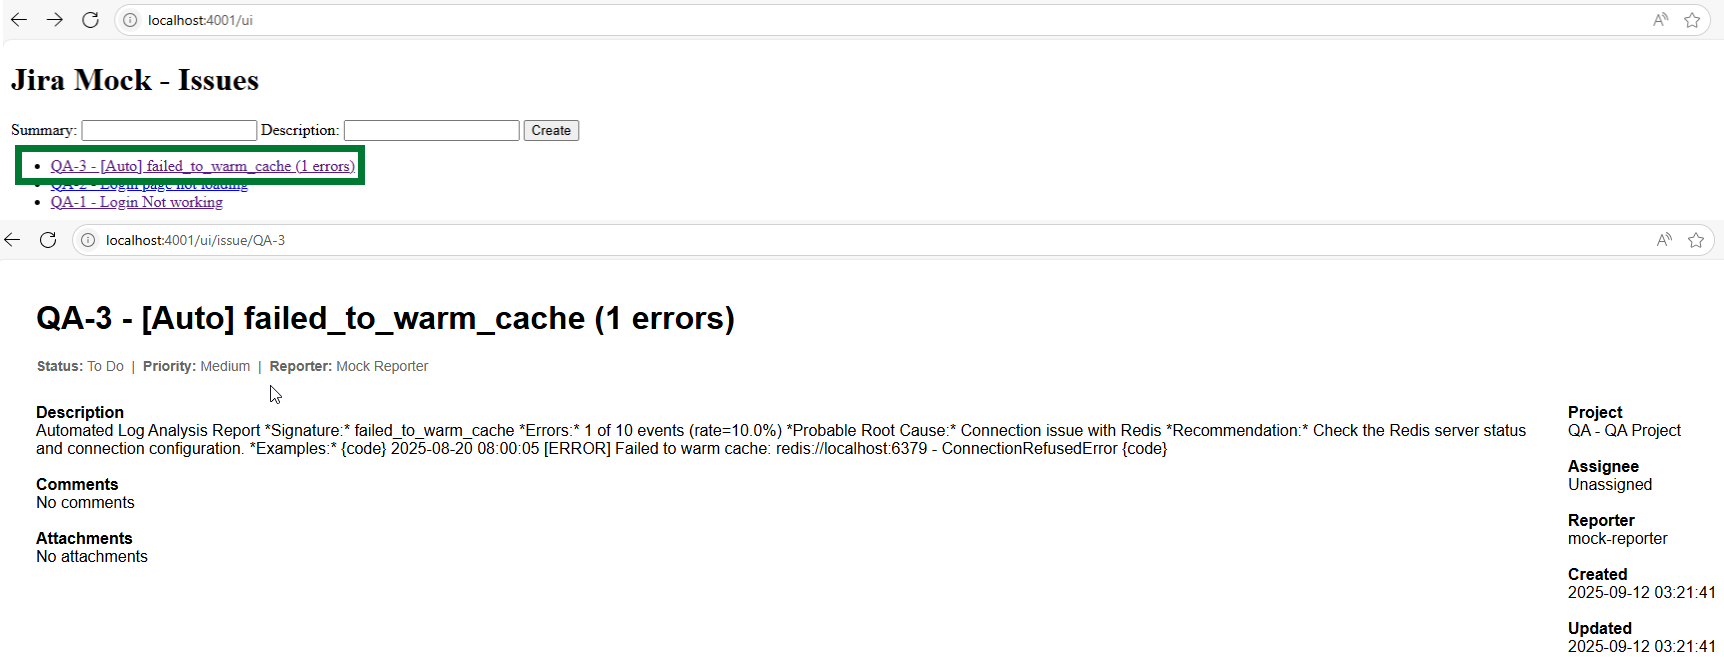 localhost:4001/ui
Jira Mock - Issues
Summary: Description: Create
QA-3 - [Auto] failed_to_warm_cache (1 errors)
QA-2 - Login page not loading
QA-1 - Login Not working
localhost:4001/ui/issue/QA-3
QA-3 - [Auto] failed_to_warm_cache (1 errors)
Status: To Do | Priority: Medium | Reporter: Mock Reporter
Description
Automated Log Analysis Report *Signature:* failed_to_warm_cache *Errors:* 1 of 10 events (rate=10.0%) *Probable Root Cause:* Connection issue with Redis *Recommendation:* Check the Redis server status
and connection configuration. *Examples:* {code} 2025-08-20 08:00:05 [ERROR] Failed to warm cache: redis://localhost:6379 - ConnectionRefusedError {code}
Comments
No comments
Attachments
No attachments
Project
QA - QA Project
Assignee
Unassigned
Reporter
mock-reporter
Created
2025-09-12 03:21:41
Updated
2025-09-12 03:21:41